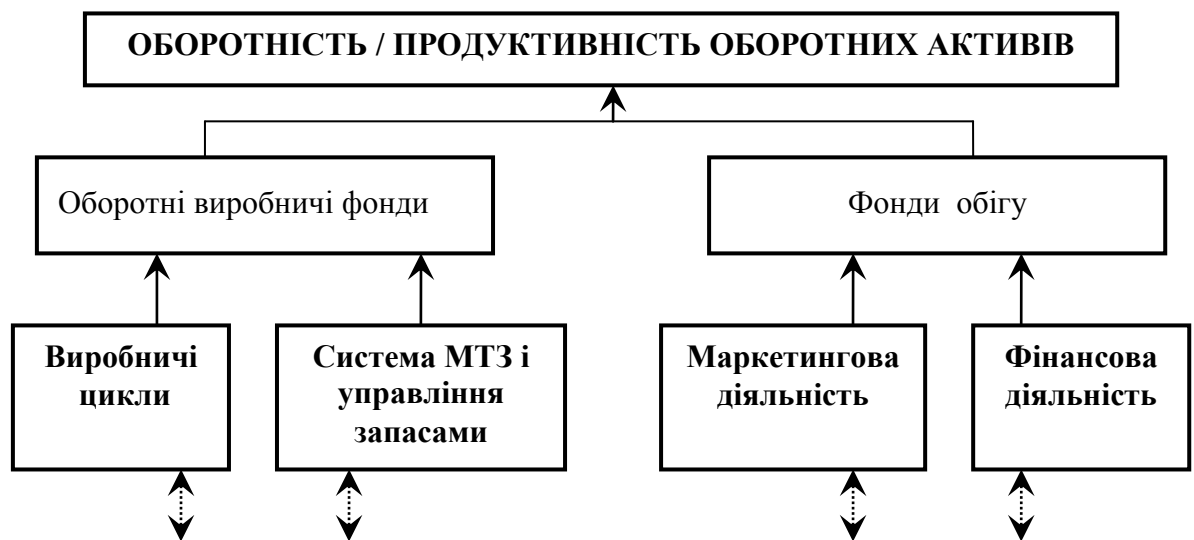 ОБОРОТНІСТЬ / ПРОДУКТИВНІСТЬ ОБОРОТНИХ АКТИВІВ
Оборотні виробничі фонди
Фонди обігу
Виробничі
цикли
Система МТЗ і
управління
запасами
Маркетингова
діяльність
Фінансова
діяльність